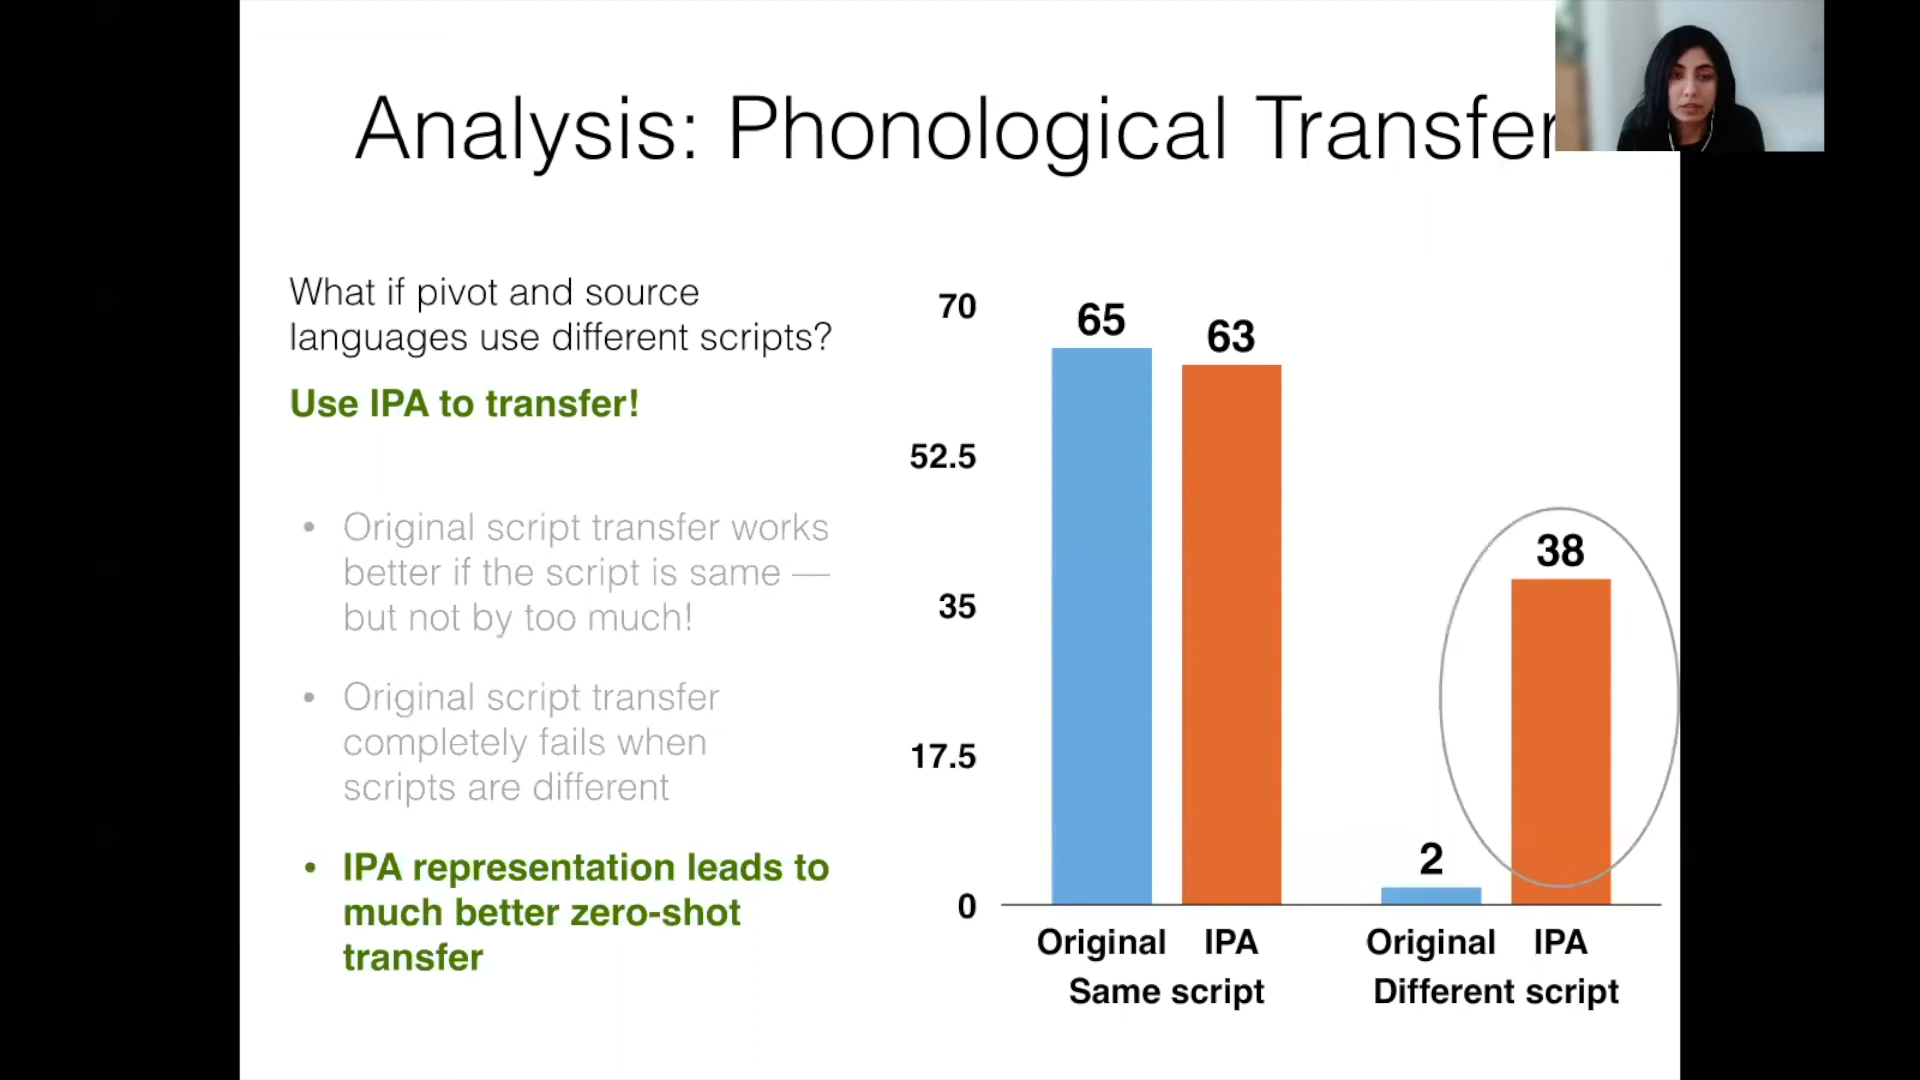 Analysis: Phonological Transfer
What if pivot and source
languages use different scripts?
Use IPA to transfer!
• Original script transfer works
better if the script is same —
but not by too much!
• Original script transfer
completely fails when
scripts are different
• IPA representation leads to
much better zero-shot
transfer
70
52.5
35
17.5
0
65
63
2
38
Original IPA Original IPA
Same script Different script